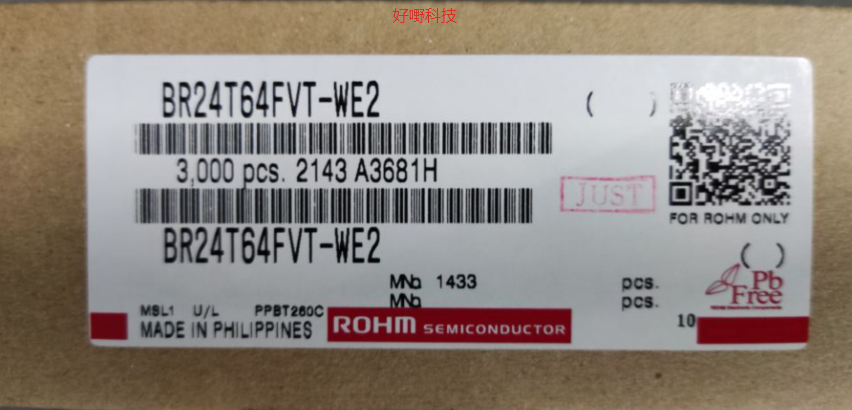 好嘢科技
BR24T64FVT-WE2
( )
3,000 pcs. 2143 A3681H
JUST
FOR ROHM ONLY
BR24T64FVT-WE2
( )
MNo 1433 pcs.
MNo pcs.
Pb
Free
MSL1 U/L PPBT260C
MADE IN PHILIPPINES
ROHM SEMICONDUCTOR
10